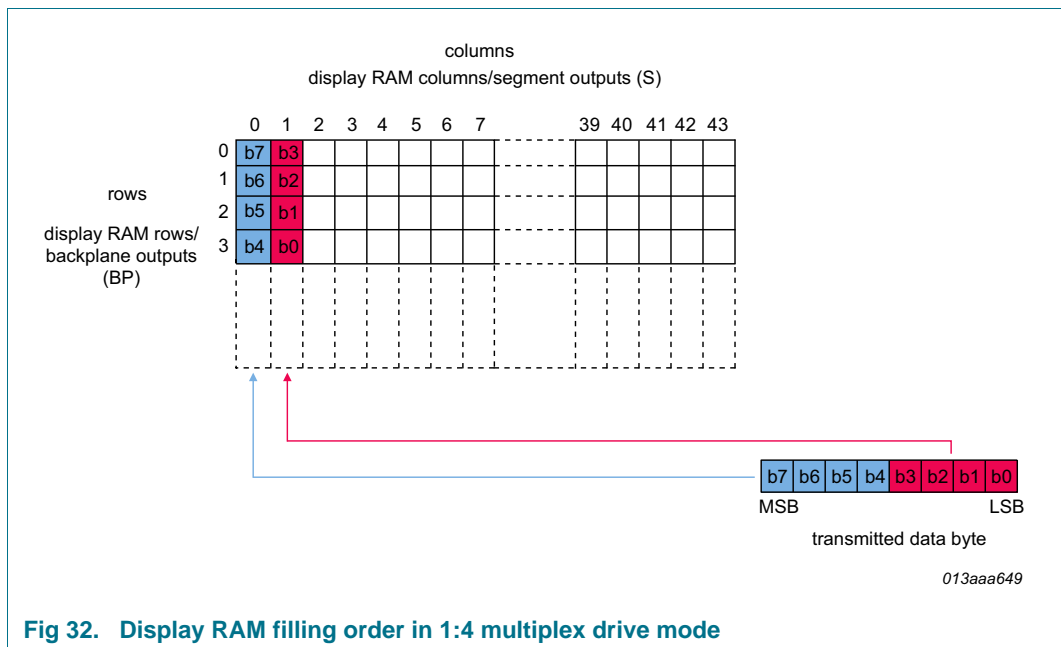 columns
display RAM columns/segment outputs (S)
0 1 2 3 4 5 6 7 39 40 41 42 43
0 b7 b3
1 b6 b2
rows
2 b5 b1
display RAM rows/
3 b4 b0
backplane outputs
(BP)
b7 b6 b5 b4 b3 b2 b1 b0
MSB LSB
transmitted data byte
013aaa649
Fig 32. Display RAM filling order in 1:4 multiplex drive mode